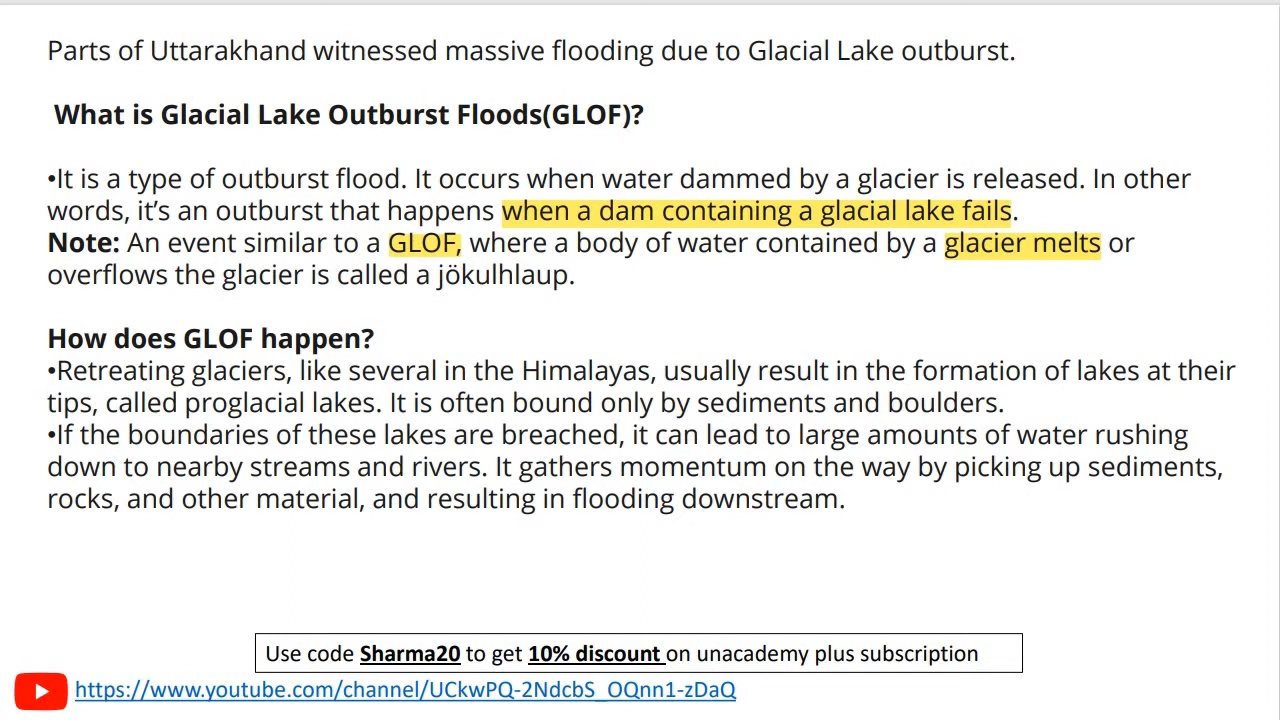 Parts of Uttarakhand witnessed massive flooding due to Glacial Lake outburst.
What is Glacial Lake Outburst Floods(GLOF)?
•It is a type of outburst flood. It occurs when water dammed by a glacier is released. In other
words, it’s an outburst that happens when a dam containing a glacial lake fails.
Note: An event similar to a GLOF, where a body of water contained by a glacier melts or
overflows the glacier is called a jökulhlaup.
How does GLOF happen?
•Retreating glaciers, like several in the Himalayas, usually result in the formation of lakes at their
tips, called proglacial lakes. It is often bound only by sediments and boulders.
•If the boundaries of these lakes are breached, it can lead to large amounts of water rushing
down to nearby streams and rivers. It gathers momentum on the way by picking up sediments,
rocks, and other material, and resulting in flooding downstream.
Use code Sharma20 to get 10% discount on unacademy plus subscription
https://www.youtube.com/channel/UCkwPQ-2NdcbS_OQnn1-zDaQ